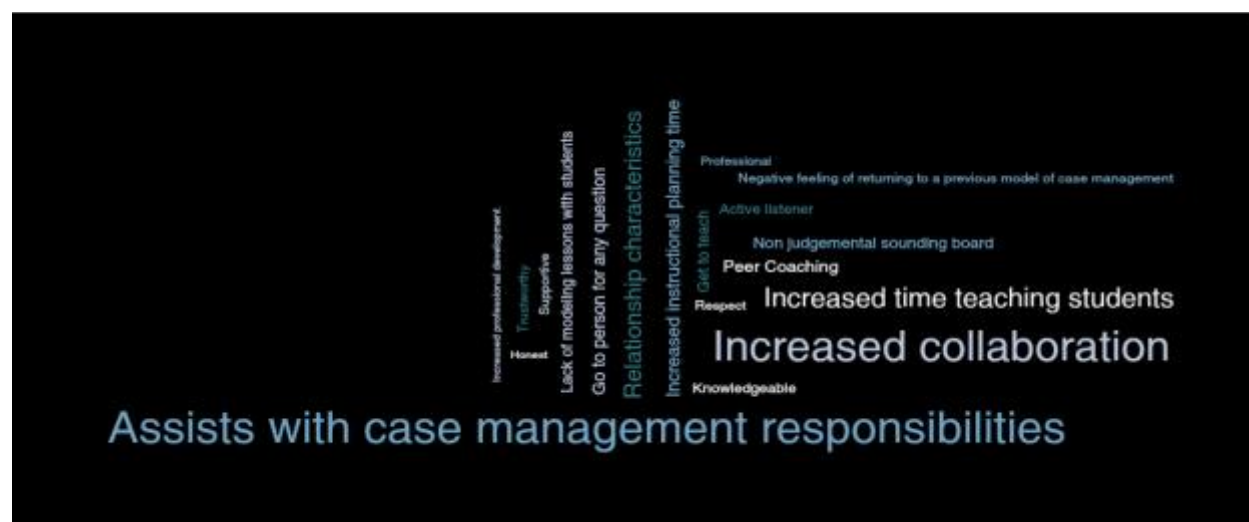 Increased professional development
Trustworthy
Honest
Supportive
Lack of modeling lessons with students
Go to person for any question
Relationship characteristics
Increased instructional planning time
Professional
Negative feeling of returning to a previous model of case management
Active listener
Get to teach
Non judgemental sounding board
Peer Coaching
Respect
Increased time teaching students
Increased collaboration
Knowledgeable
Assists with case management responsibilities